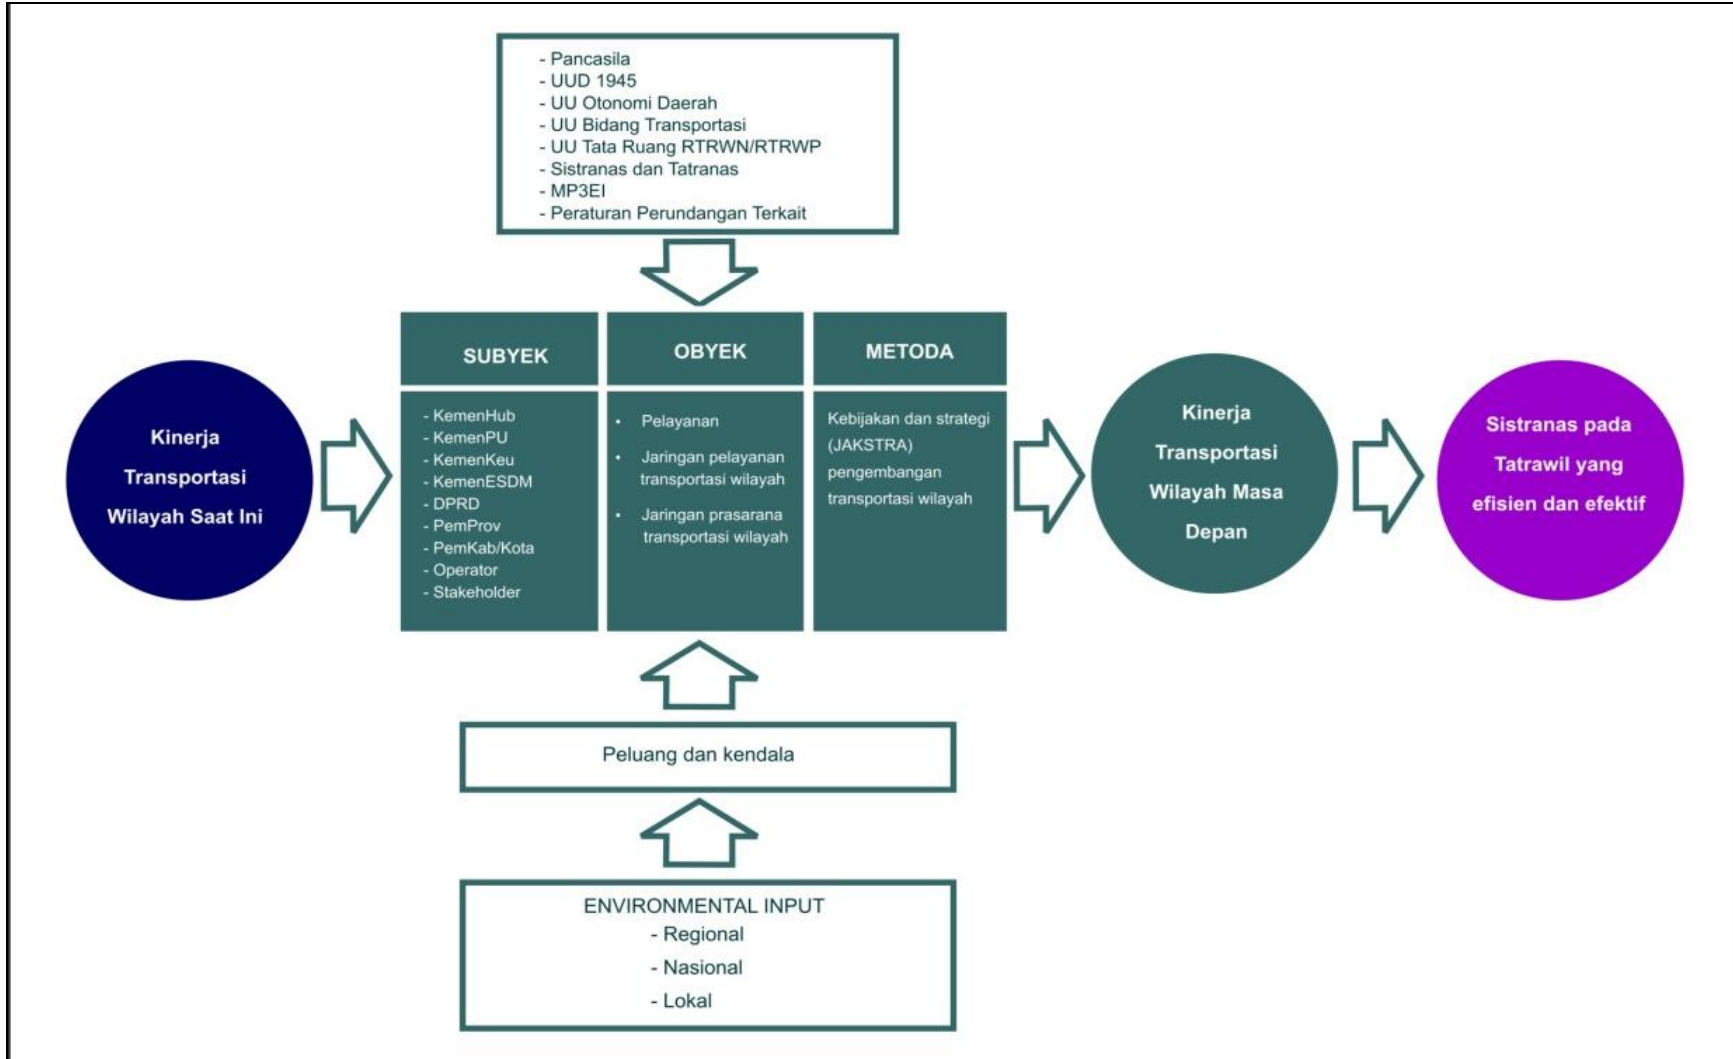 - Pancasila
- UUD 1945
- UU Otonomi Daerah
- UU Bidang Transportasi
- UU Tata Ruang RTRWN/RTRWP
- Sistranas dan Tatranas
- MP3EI
- Peraturan Perundangan Terkait
Kinerja
Transportasi
Wilayah Saat Ini
SUBYEK
- KemenHub
- KemenPU
- KemenKeu
- KemenESDM
- DPRD
- PemProv
- PemKab/Kota
- Operator
- Stakeholder
OBYEK
• Pelayanan
• Jaringan pelayanan
transportasi wilayah
• Jaringan prasarana
transportasi wilayah
METODA
Kebijakan dan strategi
(JAKSTRA)
pengembangan
transportasi wilayah
Kinerja
Transportasi
Wilayah Masa
Depan
Sistranas pada
Tatrawil yang
efisien dan efektif
Peluang dan kendala
ENVIRONMENTAL INPUT
- Regional
- Nasional
- Lokal